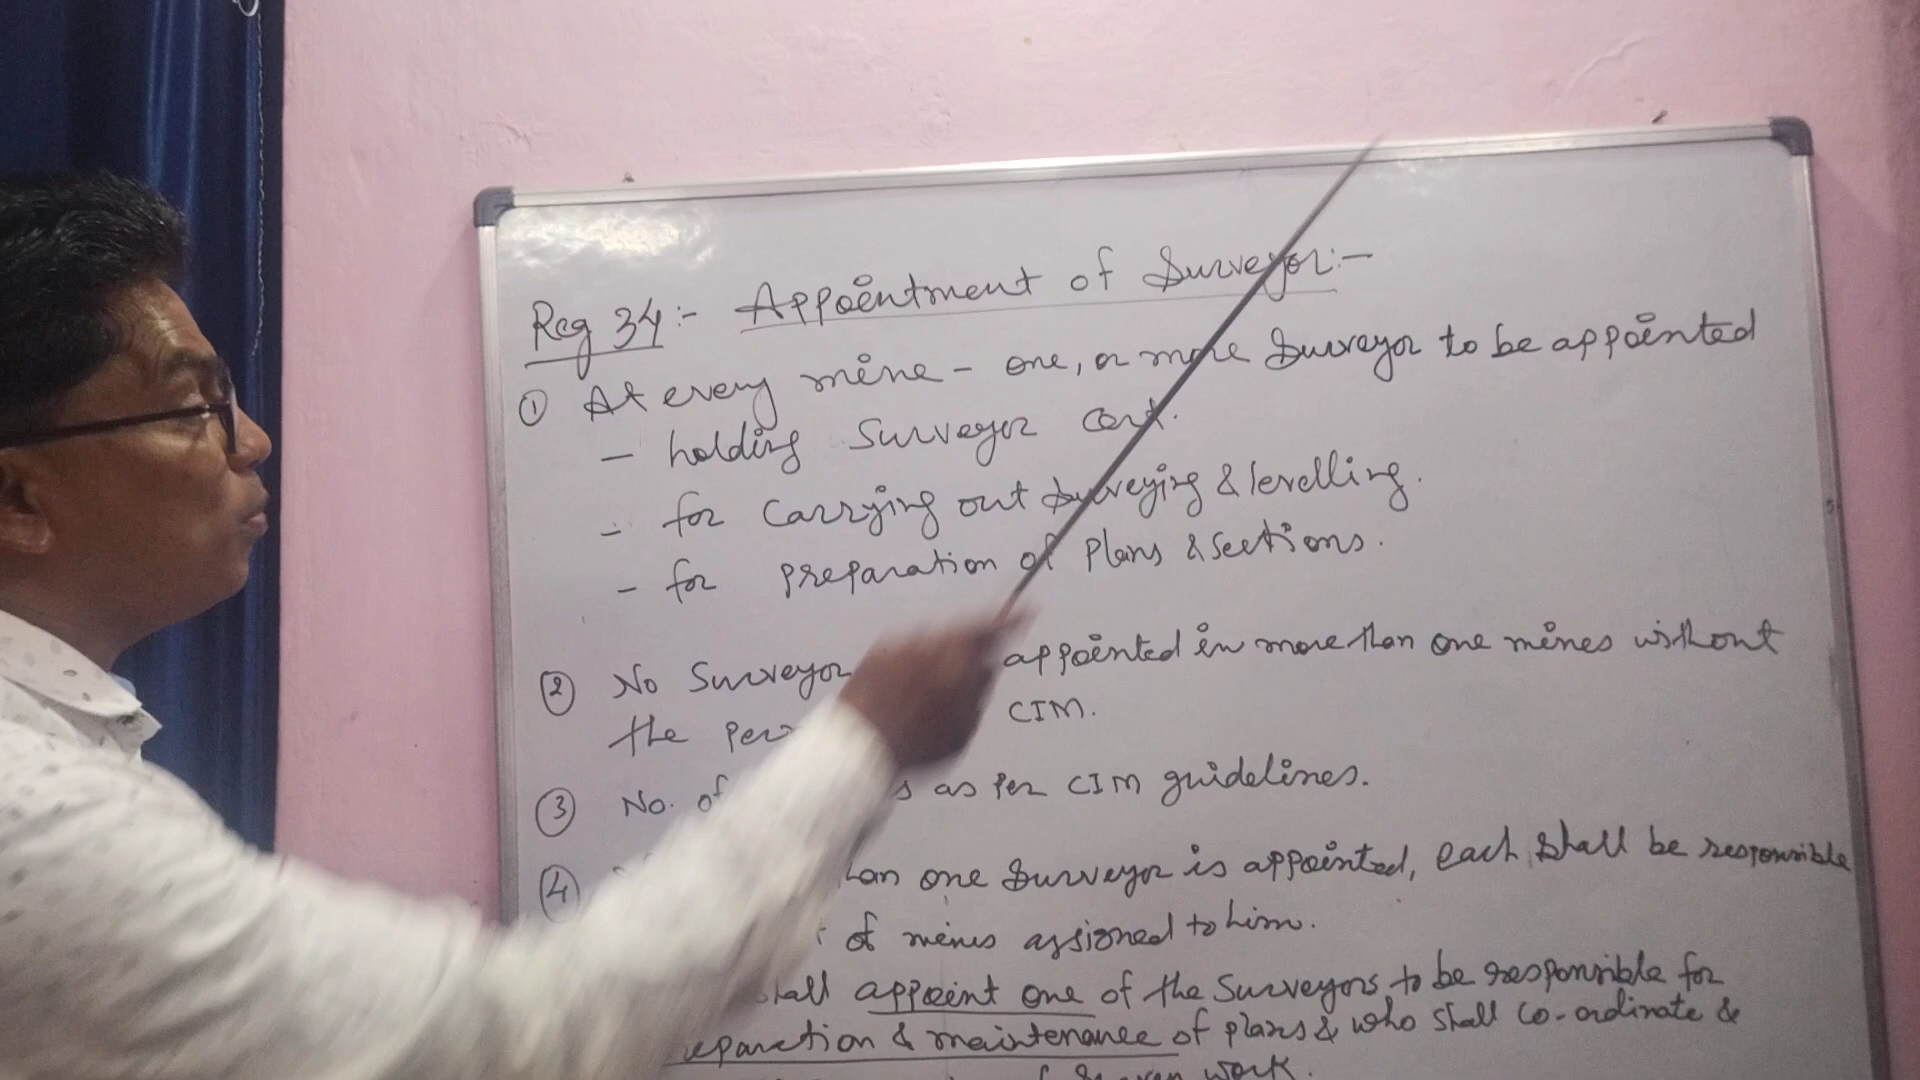 Reg 34:- Appointment of Surveyor:-
① At every mine - one, or more Surveyor to be appointed
- holding Surveyor cert.
- for carrying out Surveying & levelling.
- for preparation of plans & sections.
② No Surveyor appointed in more than one mines without
the CIM.
③ No. of as per CIM guidelines.
④ one Surveyor is appointed, each shall be responsible
of mines assigned to him.
shall appoint one of the Surveyors to be responsible for
& maintenance of plans & who shall co-ordinate &
work.